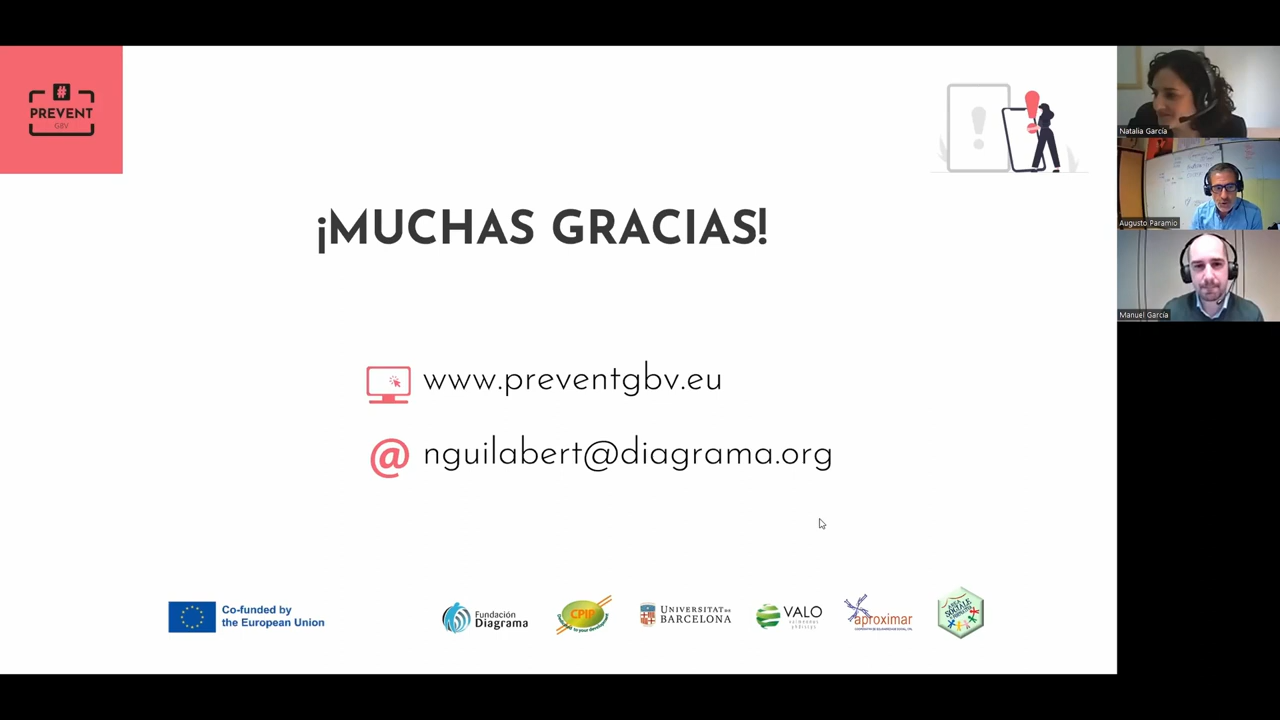 #
PREVENT
GBV
¡MUCHAS GRACIAS!
www.preventgbv.eu
@ nguilabert@diagrama.org
Co-funded by
the European Union
Fundación
Diagrama
CPIP
UNIVERSITAT DE
BARCELONA
VALO
aproximar
Natalia García
Augusto Paramio
Manuel García